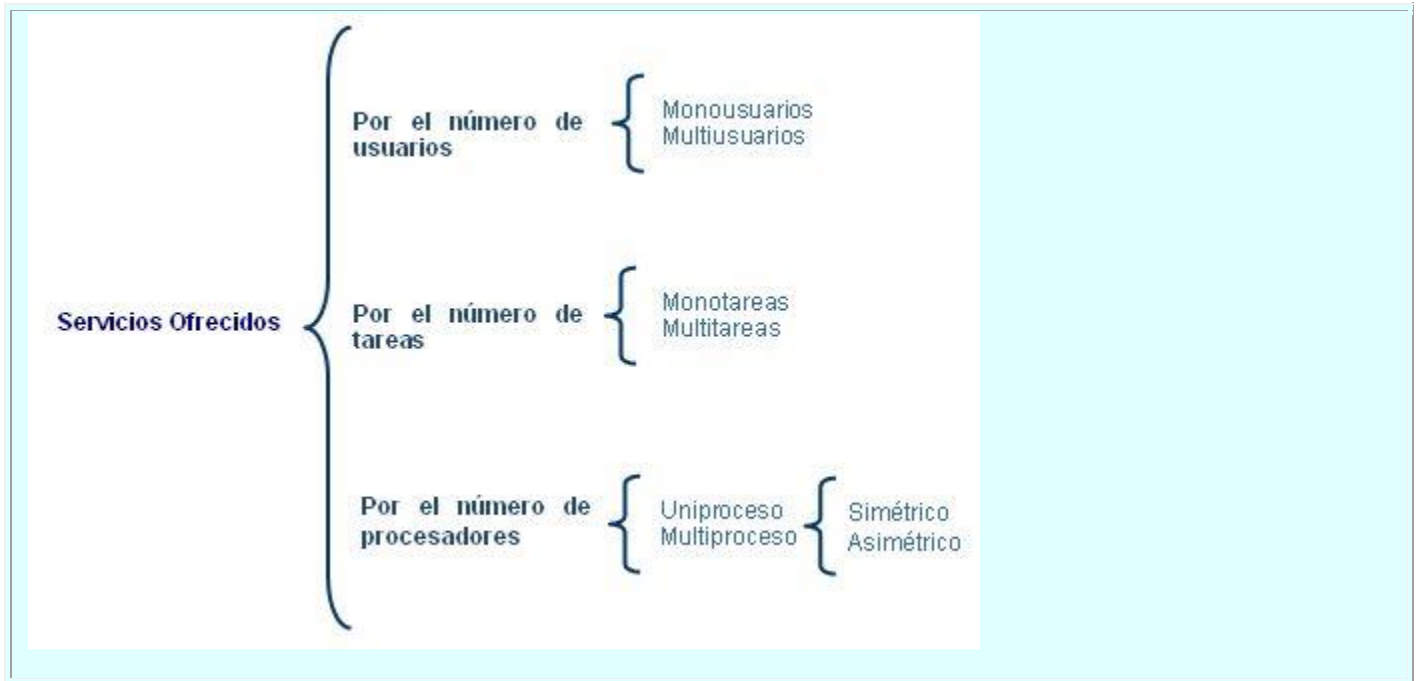 Por el número de
usuarios
Monousuarios
Multiusuarios
Servicios Ofrecidos
Por el número de
tareas
Monotareas
Multitareas
Por el número de
procesadores
Uniproceso
Multiproceso
Simétrico
Asimétrico